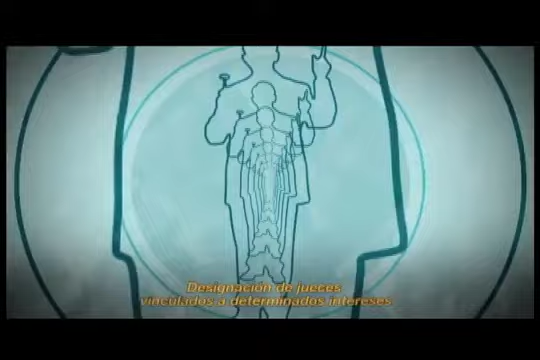 Designación de jueces
vinculados a determinados intereses